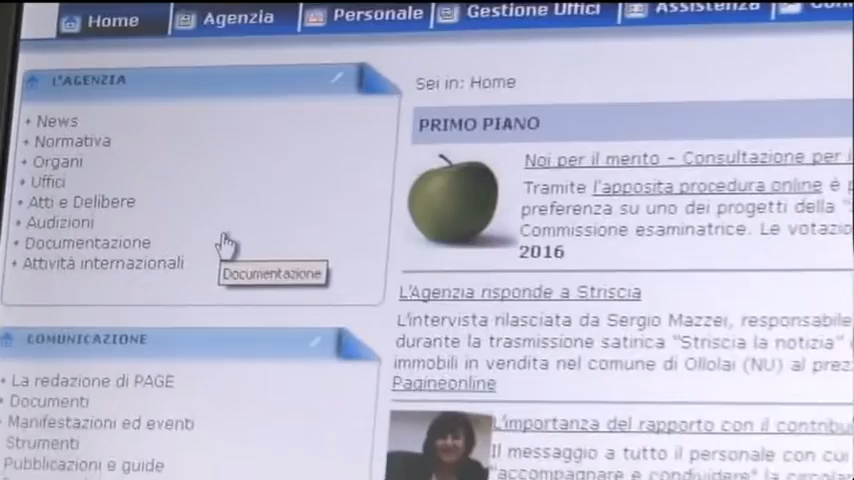 Home Agenzia Personale Gestione Uffici Assistenza
L'AGENZIA
+ News
+ Normativa
+ Organi
+ Uffici
+ Atti e Delibere
+ Audizioni
+ Documentazione
+ Attività internazionali
Documentazione
COMUNICAZIONE
+ La redazione di PAGE
+ Documenti
+ Manifestazioni ed eventi
Strumenti
Pubblicazioni e guide
Sei in: Home
PRIMO PIANO
Noi per il merito – Consultazione per
Tramite l'apposita procedura online è
preferenza su uno dei progetti della
Commissione esaminatrice. Le votazio
2016
L'Agenzia risponde a Striscia
L'intervista rilasciata da Sergio Mazzei, responsabile
durante la trasmissione satirica "Striscia la notizia"
immobili in vendita nel comune di Ollolai (NU) al prez
Pagineonline
L'importanza del rapporto con il contribu
Il messaggio a tutto il personale con cui
"accompagnare e condividere" la circolar